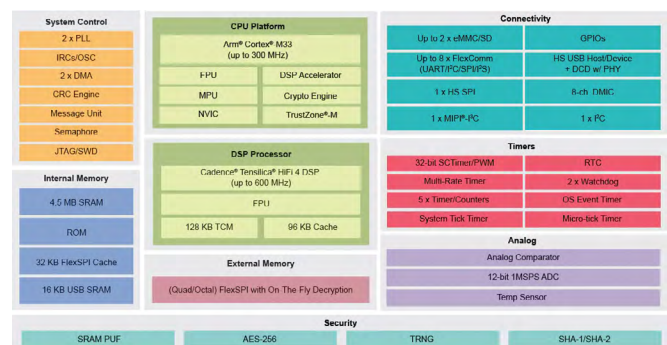 System Control
2 x PLL
IRCs/OSC
2 x DMA
CRC Engine
Message Unit
Semaphore
JTAG/SWD
Internal Memory
4.5 MB SRAM
ROM
32 KB FlexSPI Cache
16 KB USB SRAM
CPU Platform
Arm® Cortex® M33
(up to 300 MHz)
FPU
DSP Accelerator
MPU
Crypto Engine
NVIC
TrustZone®-M
DSP Processor
Cadence® Tensilica® HiFi 4 DSP
(up to 600 MHz)
FPU
128 KB TCM
96 KB Cache
External Memory
(Quad/Octal) FlexSPI with On The Fly Decryption
Connectivity
Up to 2 x eMMC/SD
GPIOs
Up to 8 x FlexComm
(UART/I²C/SPI/I²S)
HS USB Host/Device
+ DCD w/ PHY
1 x HS SPI
8-ch DMIC
1 x MIPI®-I³C
1 x I²C
Timers
32-bit SCTimer/PWM
RTC
Multi-Rate Timer
2 x Watchdog
5 x Timer/Counters
OS Event Timer
System Tick Timer
Micro-tick Timer
Analog
Analog Comparator
12-bit 1MSPS ADC
Temp Sensor
Security
SRAM PUF
AES-256
TRNG
SHA-1/SHA-2